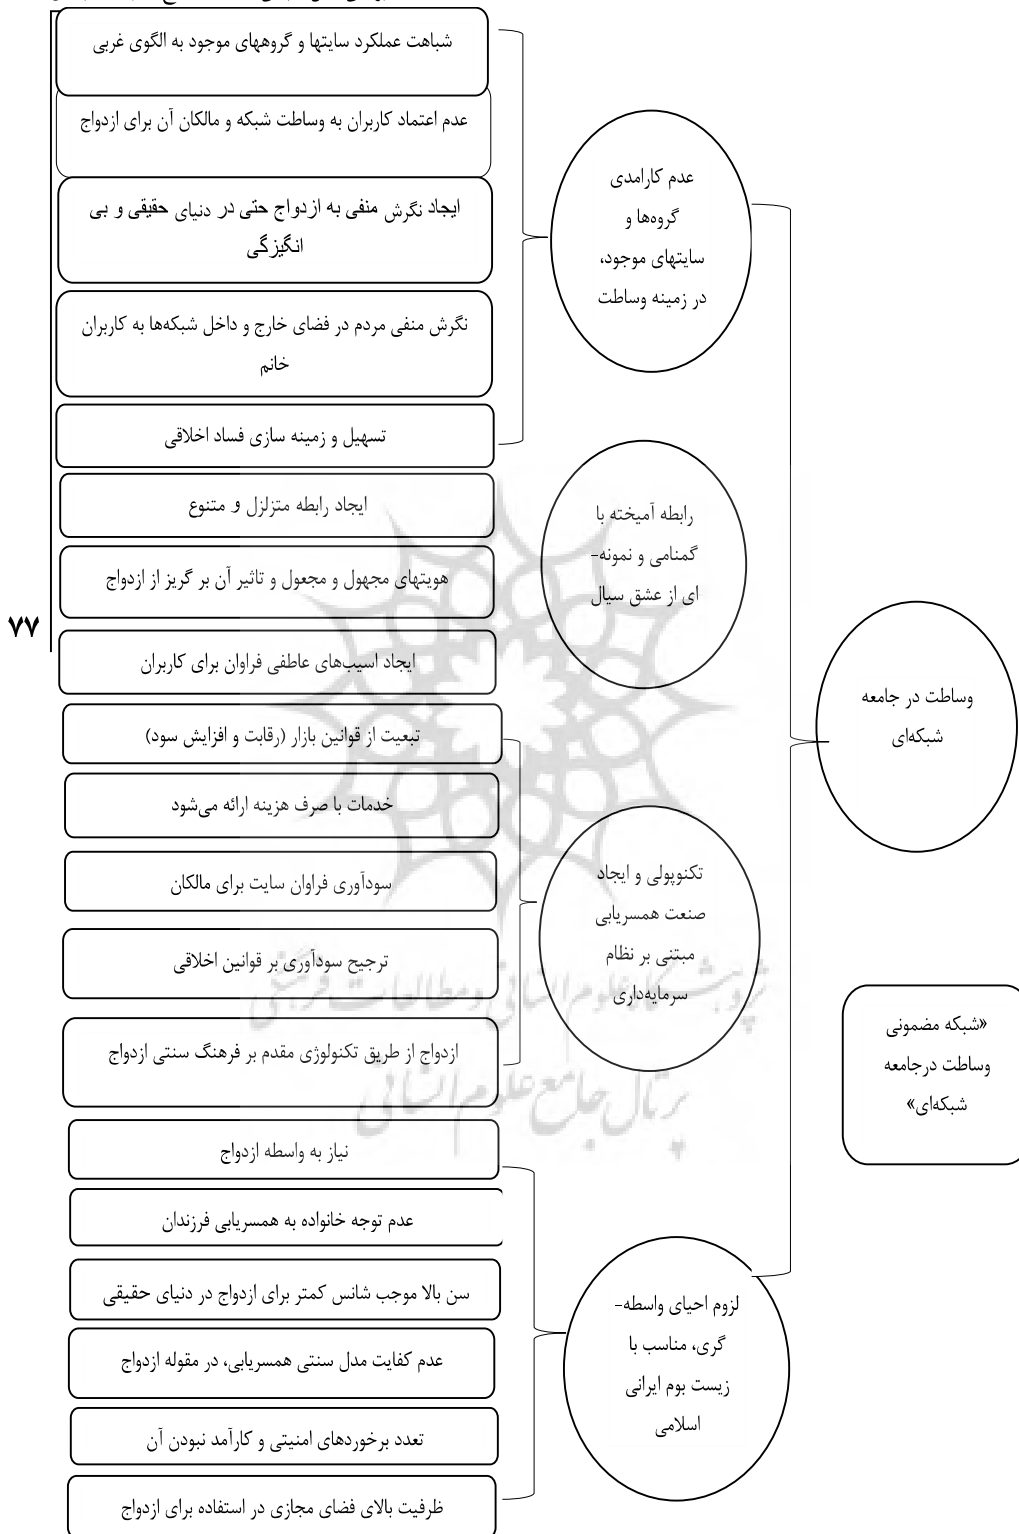 شباهت عملکرد سایتها و گروههای موجود به الگوی غربی
عدم اعتماد کاربران به وساطت شبکه و مالکان آن برای ازدواج
ایجاد نگرش منفی به ازدواج حتی در دنیای حقیقی و بی
انگیزگی
نگرش منفی مردم در فضای خارج و داخل شبکه‌ها به کاربران
خانم
تسهیل و زمینه سازی فساد اخلاقی
عدم کارامدی
گروه‌ها و
سایتهای موجود،
در زمینه وساطت
ایجاد رابطه متزلزل و متنوع
هویتهای مجهول و مجعول و تاثیر آن بر گریز از ازدواج
ایجاد اسیب‌های عاطفی فراوان برای کاربران
رابطه آمیخته با
گمنامی و نمونه-
ای از عشق سیال
۷۷
وساطت در جامعه
شبکه‌ای
تبعیت از قوانین بازار (رقابت و افزایش سود)
خدمات با صرف هزینه ارائه می‌شود
سودآوری فراوان سایت برای مالکان
ترجیح سودآوری بر قوانین اخلاقی
ازدواج از طریق تکنولوژی مقدم بر فرهنگ سنتی ازدواج
تکنوپولی و ایجاد
صنعت همسریابی
مبتنی بر نظام
سرمایه‌داری
«شبکه مضمونی
وساطت درجامعه
شبکه‌ای»
پژوهشگاه علوم انسانی و مطالعات فرهنگی
پرتال جامع علوم انسانی
نیاز به واسطه ازدواج
عدم توجه خانواده به همسریابی فرزندان
سن بالا موجب شانس کمتر برای ازدواج در دنیای حقیقی
عدم کفایت مدل سنتی همسریابی، در مقوله ازدواج
تعدد برخوردهای امنیتی و کارآمد نبودن آن
ظرفیت بالای فضای مجازی در استفاده برای ازدواج
لزوم احیای واسطه-
گری، مناسب با
زیست بوم ایرانی
اسلامی